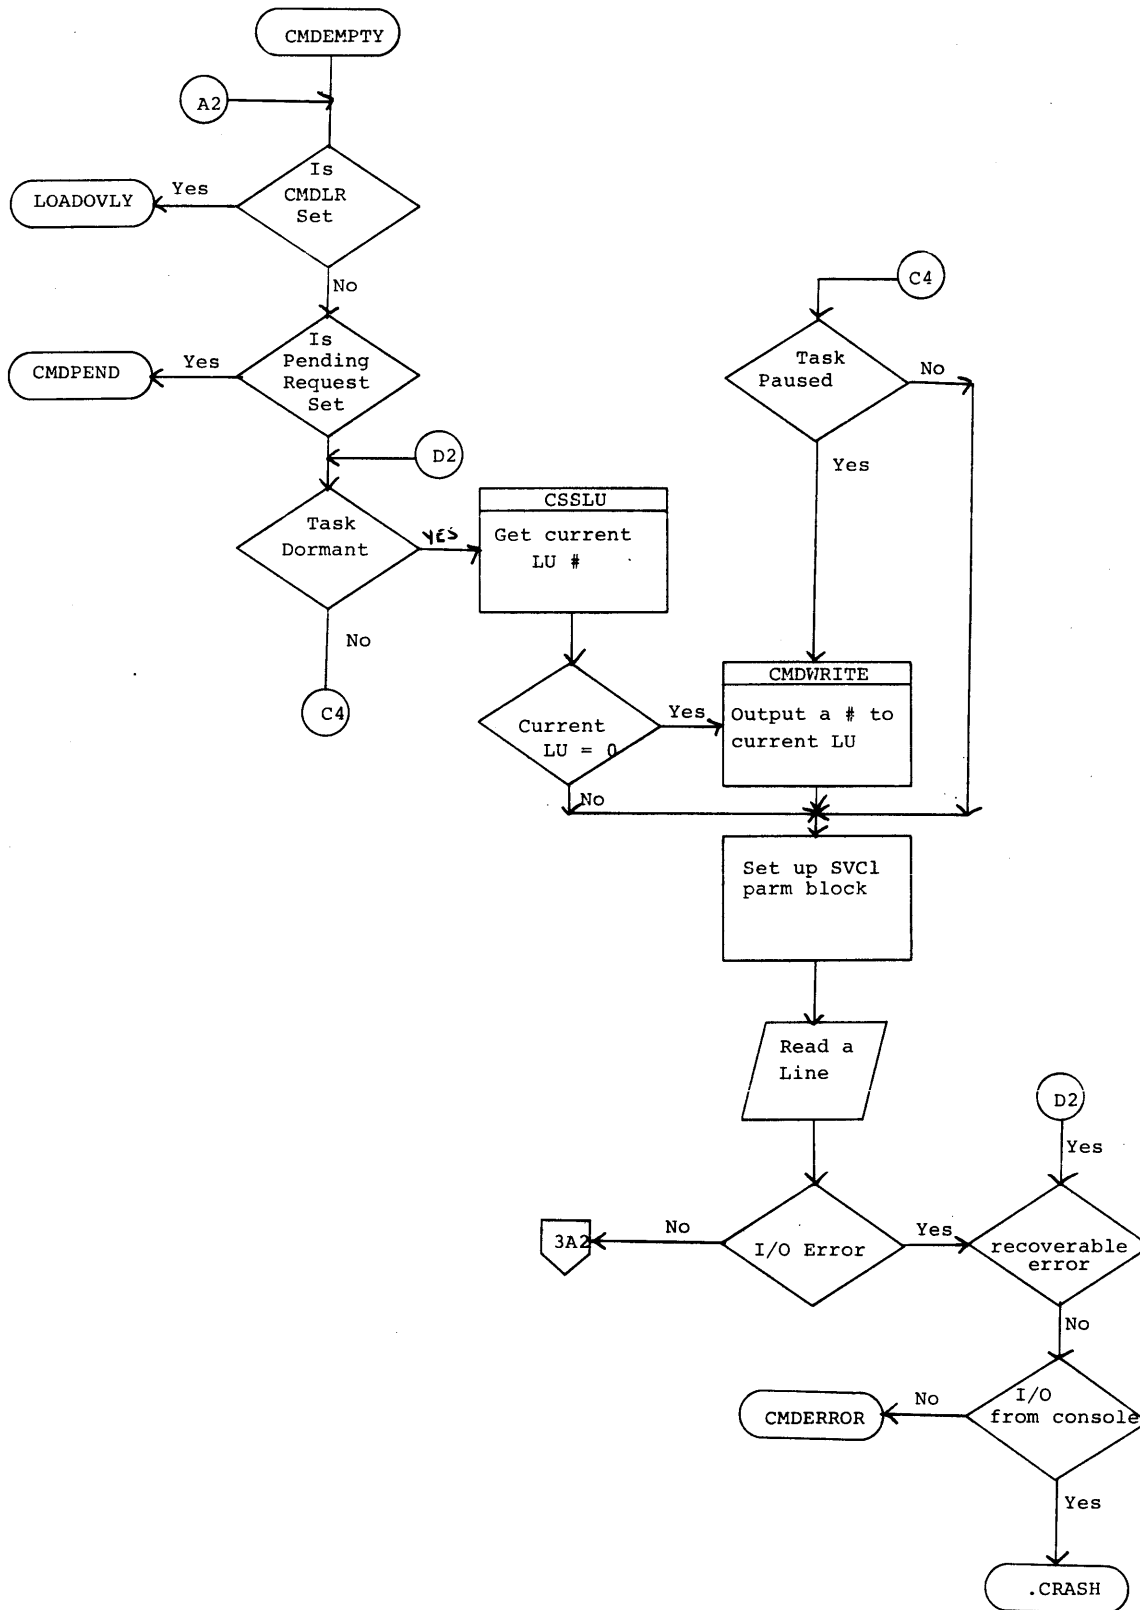 CMDEMPTY
A2
Is
CMDLR
Set
Yes
LOADOVLY
No
Is
Pending
Request
Set
Yes
CMDPEND
D2
Task
Dormant
YES
No
C4
CSSLU
Get current
LU #
Current
LU = 0
Yes
No
C4
Task
Paused
No
Yes
CMDWRITE
Output a # to
current LU
Set up SVC1
parm block
Read a
Line
I/O Error
No
3A2
Yes
D2
Yes
recoverable
error
No
I/O
from console
No
CMDERROR
Yes
.CRASH